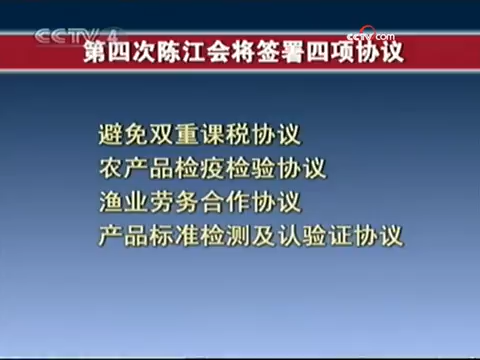 CCTV 4
cctv.com
第四次陈江会将签署四项协议
避免双重课税协议
农产品检疫检验协议
渔业劳务合作协议
产品标准检测及认验证协议